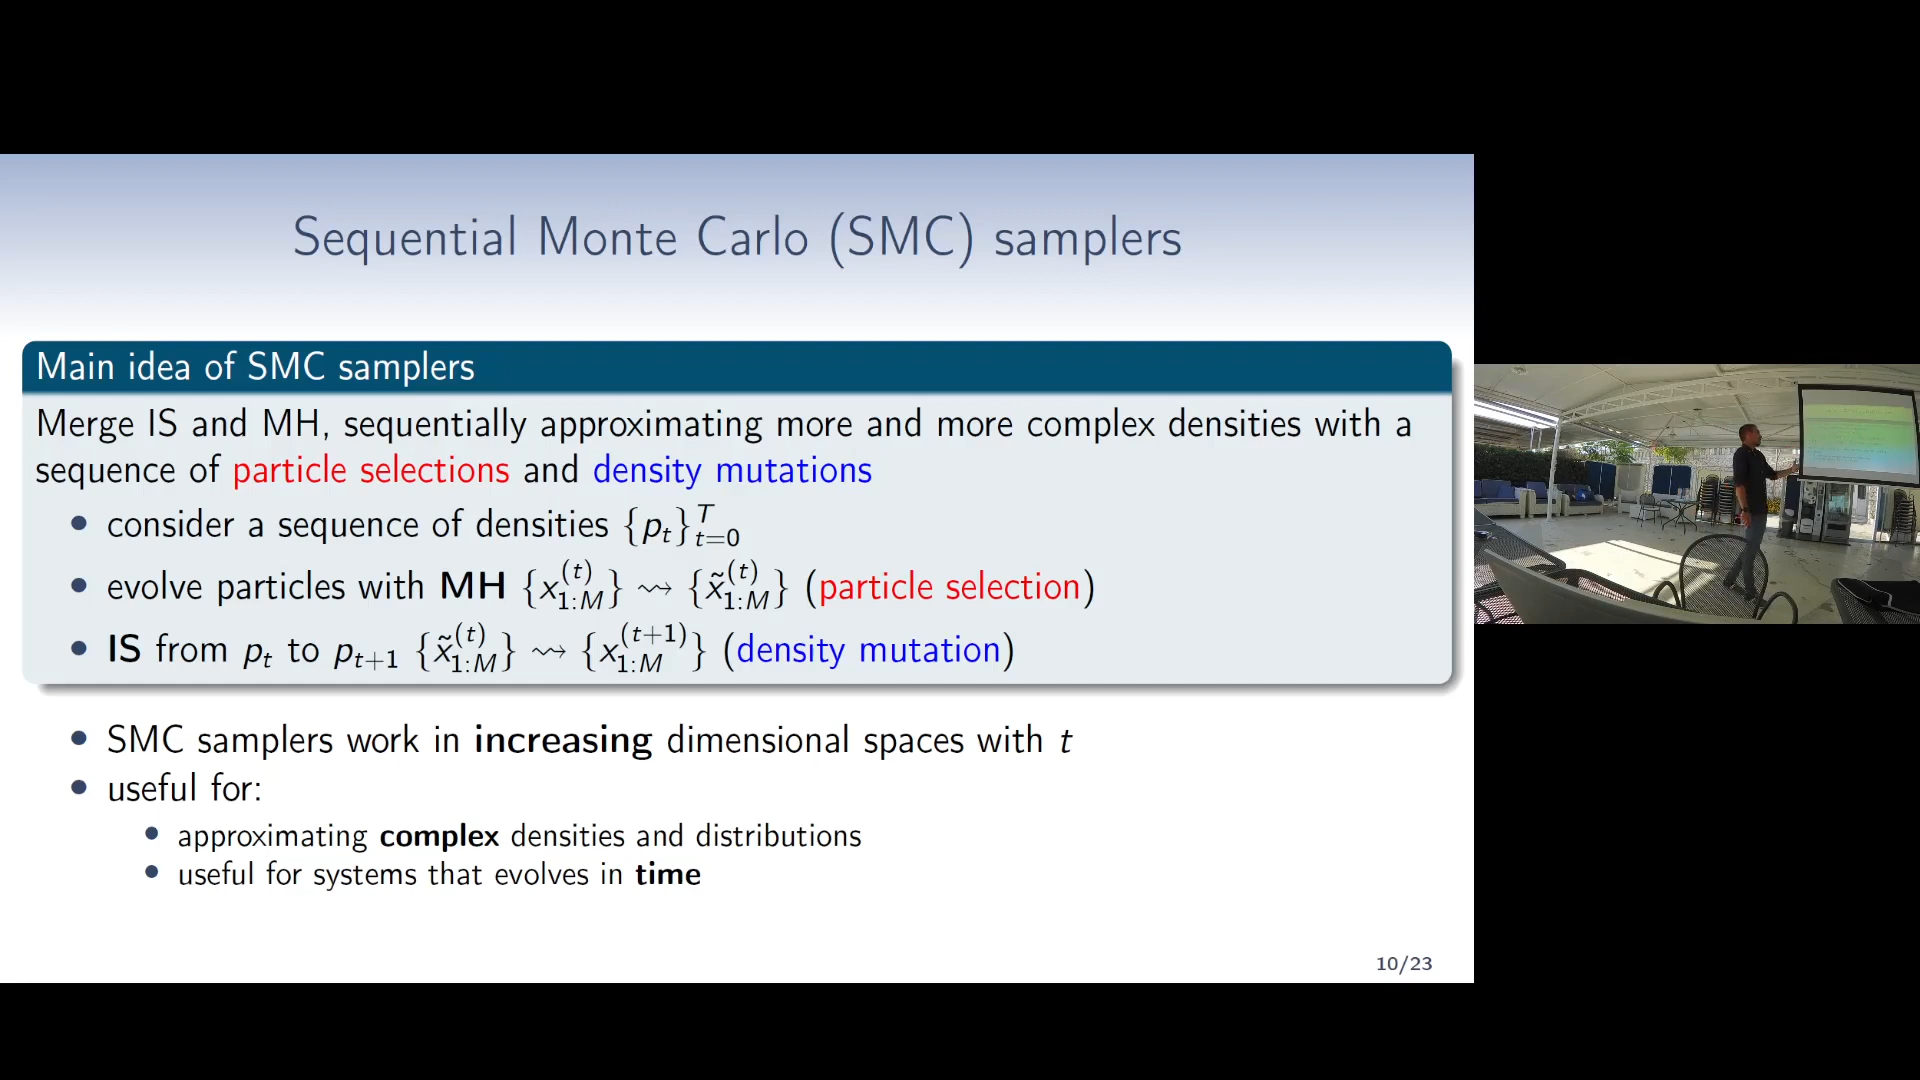 Sequential Monte Carlo (SMC) samplers
Main idea of SMC samplers
Merge IS and MH, sequentially approximating more and more complex densities with a
sequence of particle selections and density mutations
• consider a sequence of densities {p_t}_{t=0}^T
• evolve particles with MH {x_{1:M}^{(t)}} ⇝ {x̃_{1:M}^{(t)}} (particle selection)
• IS from p_t to p_{t+1} {x̃_{1:M}^{(t)}} ⇝ {x_{1:M}^{(t+1)}} (density mutation)
• SMC samplers work in increasing dimensional spaces with t
• useful for:
• approximating complex densities and distributions
• useful for systems that evolves in time
10/23